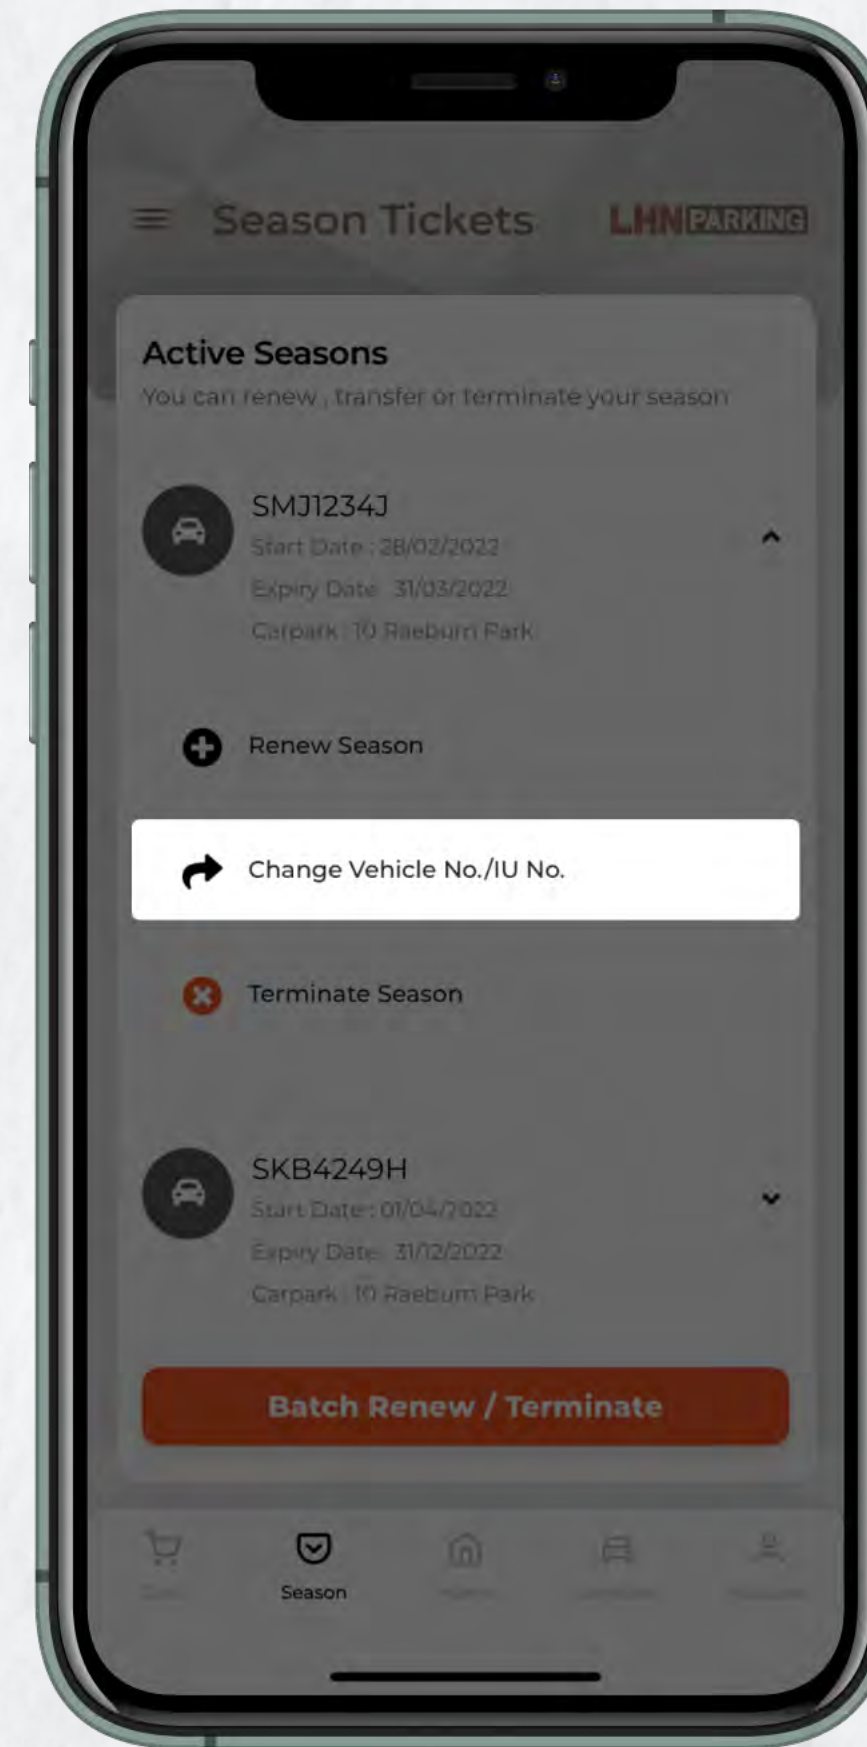 Season Tickets
LHN PARKING
Active Seasons
You can renew , transfer or terminate your season
SMJ1234J
Start Date : 28/02/2022
Expiry Date : 31/03/2022
Carpark : 10 Raeburn Park
Renew Season
Change Vehicle No./IU No.
Terminate Season
SKB4249H
Start Date : 01/04/2022
Expiry Date : 31/12/2022
Carpark : 10 Raeburn Park
Batch Renew / Terminate
Season